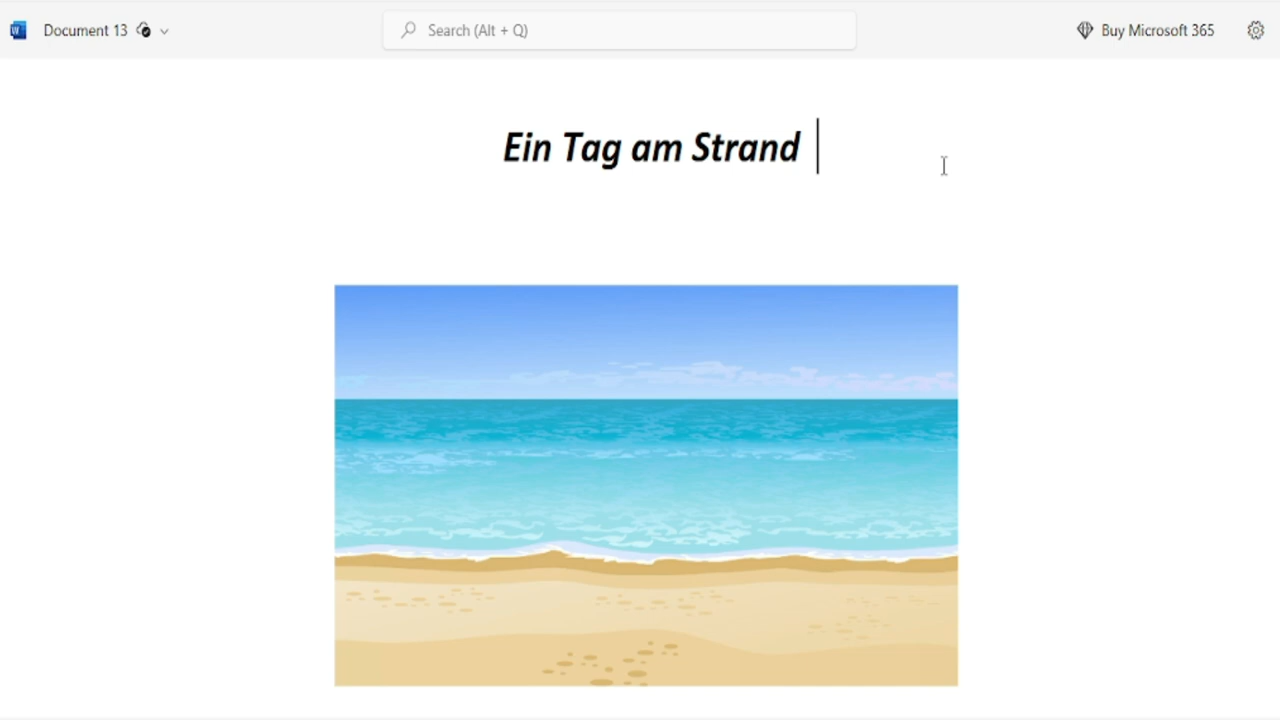 Document 13
Search (Alt + Q)
Buy Microsoft 365
Ein Tag am Strand